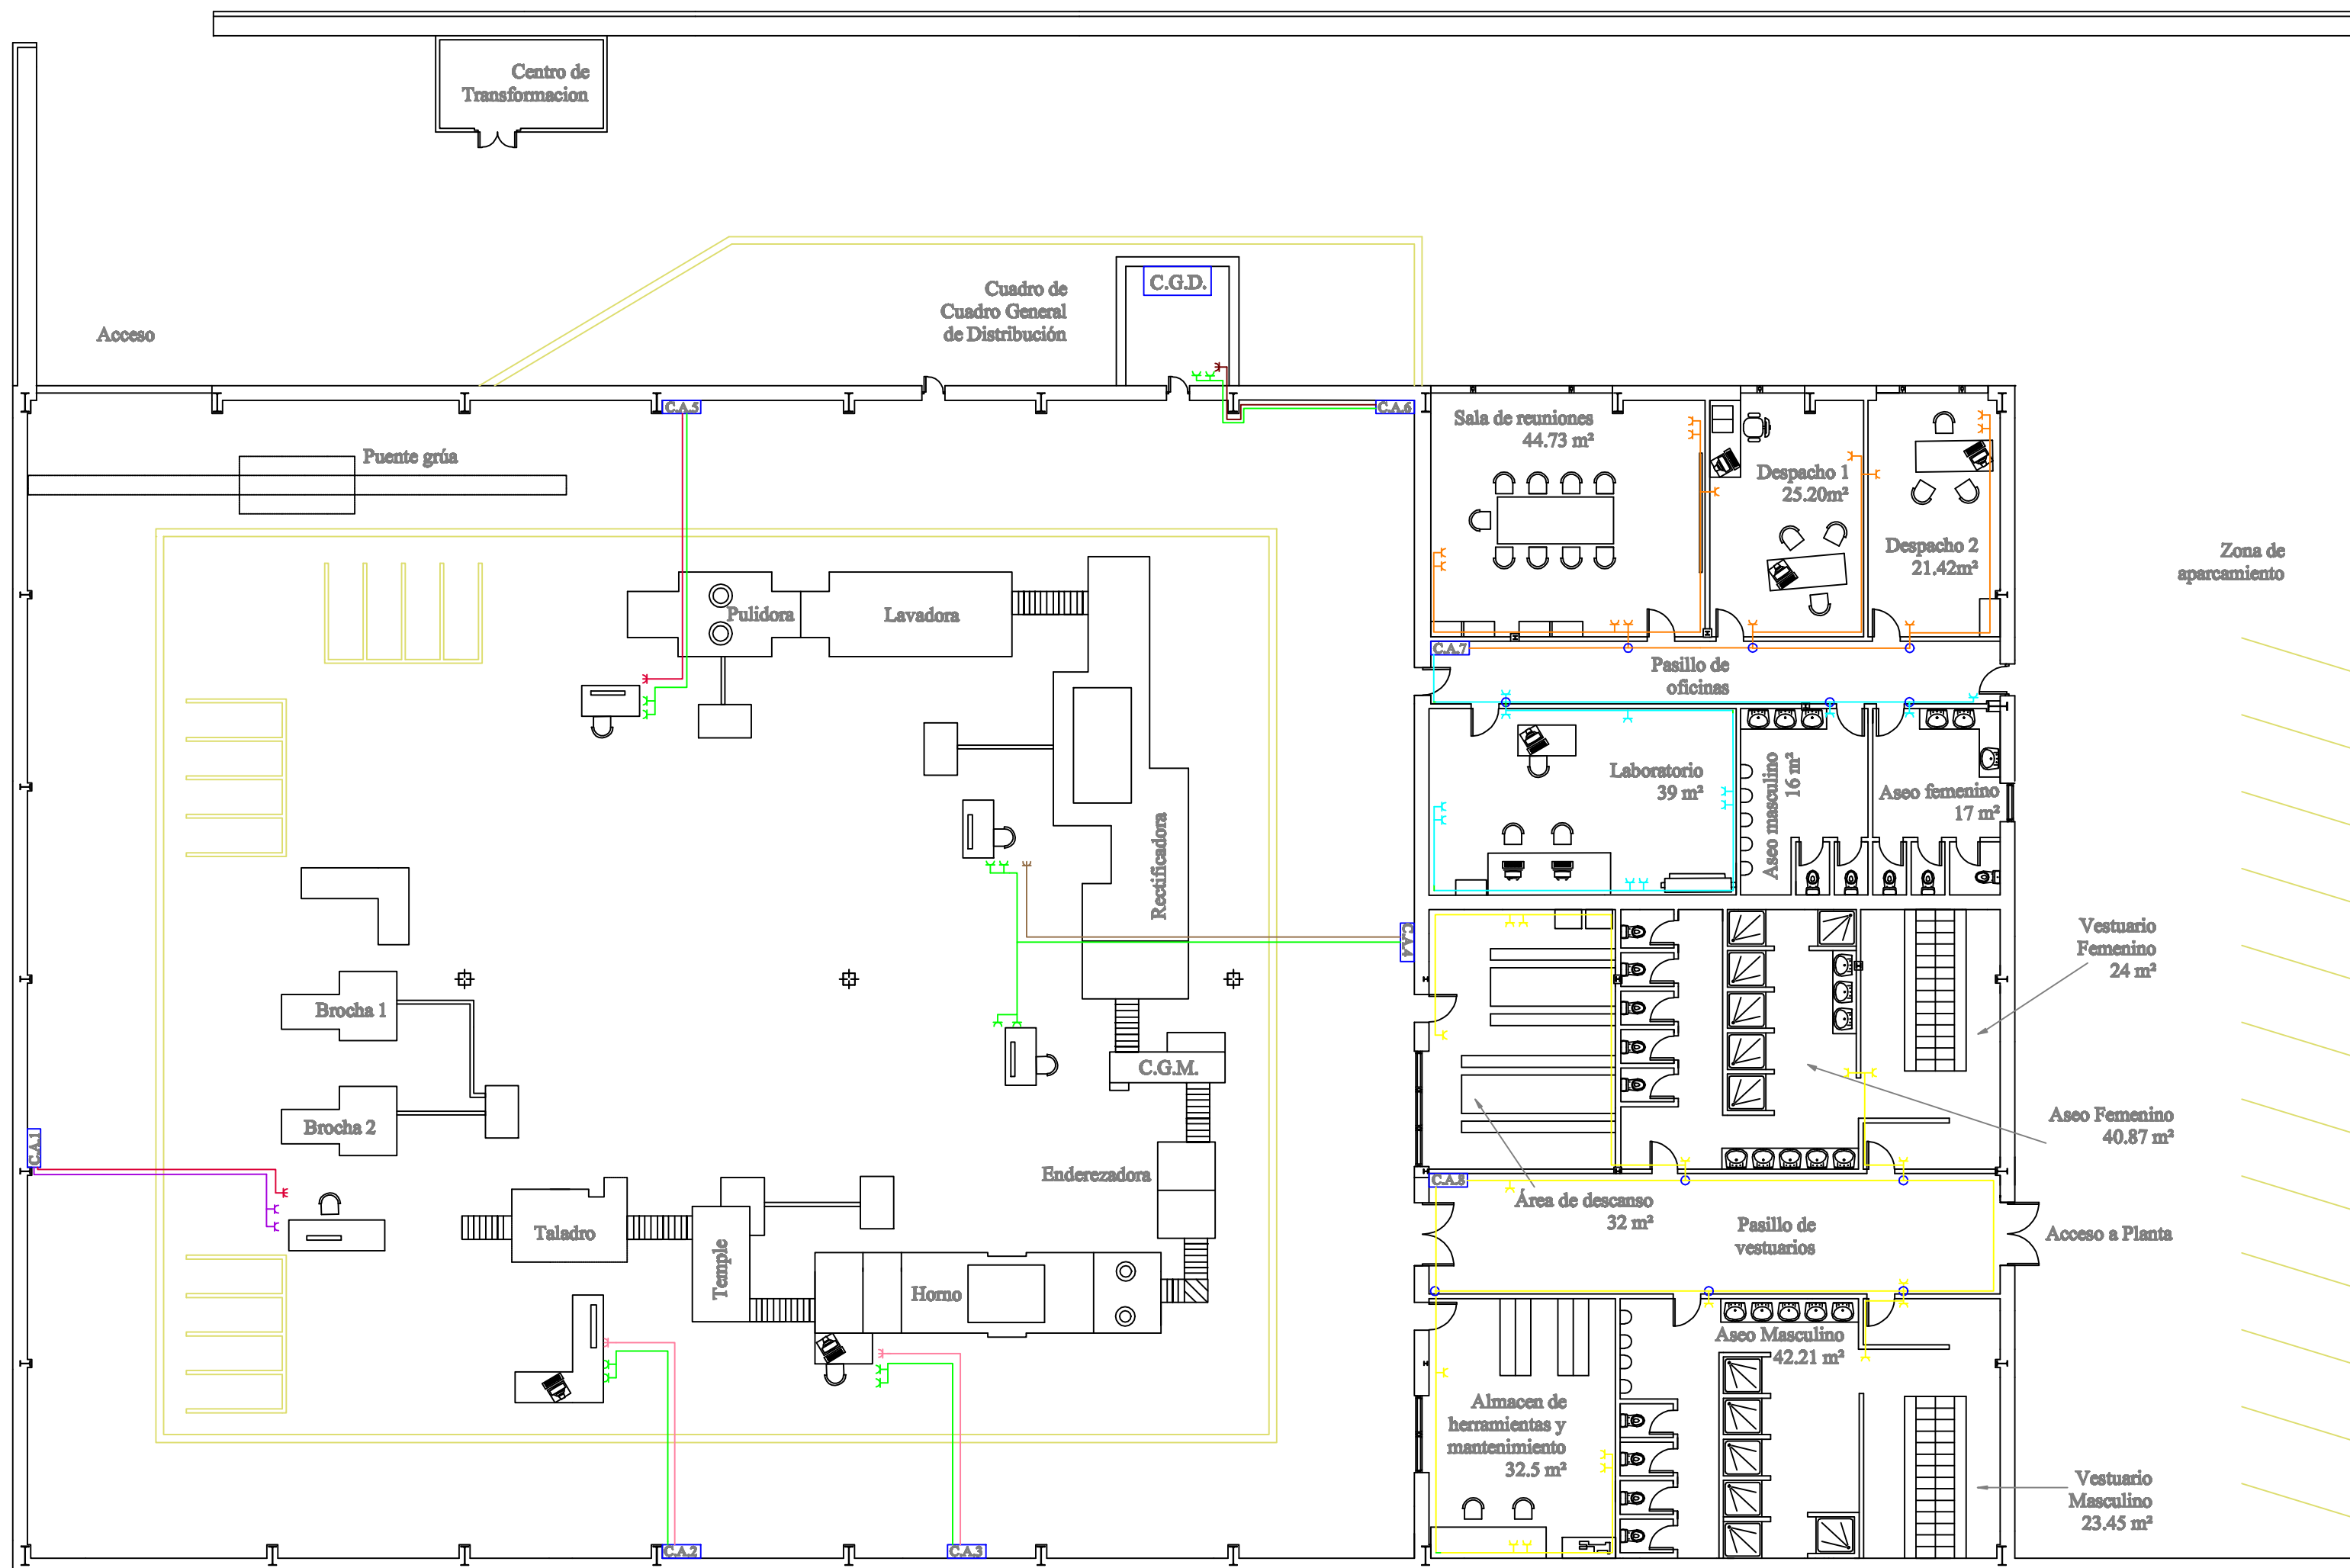 Centro de
Transformacion
Cuadro de
Cuadro General
de Distribución
C.G.D.
Acceso
C.A.5
C.A.6
Puente grúa
Sala de reuniones
44.73 m²
Despacho 1
25.20m²
Despacho 2
21.42m²
Zona de
aparcamiento
Pulidora
Lavadora
C.A.7
Pasillo de
oficinas
Laboratorio
39 m²
Aseo masculino
16 m²
Aseo femenino
17 m²
Rectificadora
C.A.4
Vestuario
Femenino
24 m²
Brocha 1
C.G.M.
Brocha 2
Aseo Femenino
40.87 m²
C.A.1
Enderezadora
C.A.8
Área de descanso
32 m²
Taladro
Temple
Pasillo de
vestuarios
Acceso a Planta
Horno
Aseo Masculino
42.21 m²
Almacen de
herramientas y
mantenimiento
32.5 m²
Vestuario
Masculino
23.45 m²
C.A.2
C.A.3